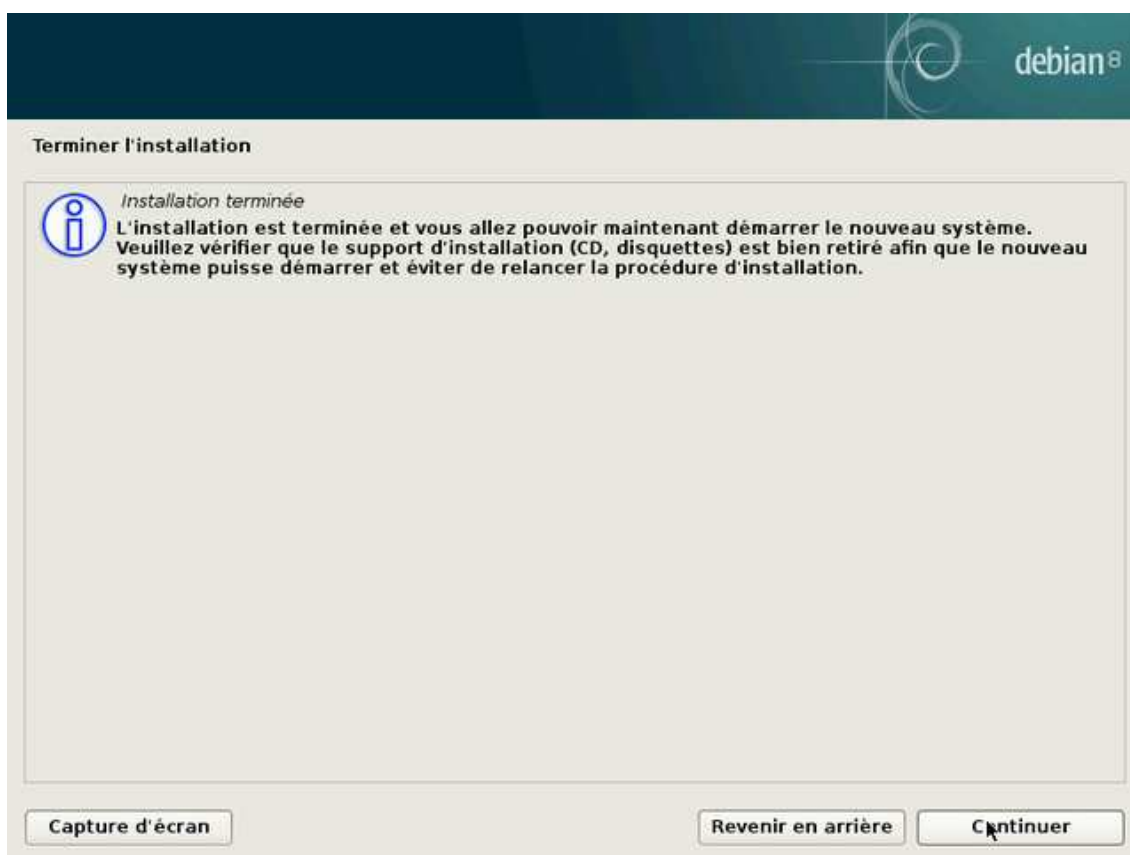 debian 8
Terminer l'installation
Installation terminée
L'installation est terminée et vous allez pouvoir maintenant démarrer le nouveau système.
Veuillez vérifier que le support d'installation (CD, disquettes) est bien retiré afin que le nouveau
système puisse démarrer et éviter de relancer la procédure d'installation.
Capture d'écran
Revenir en arrière
Continuer